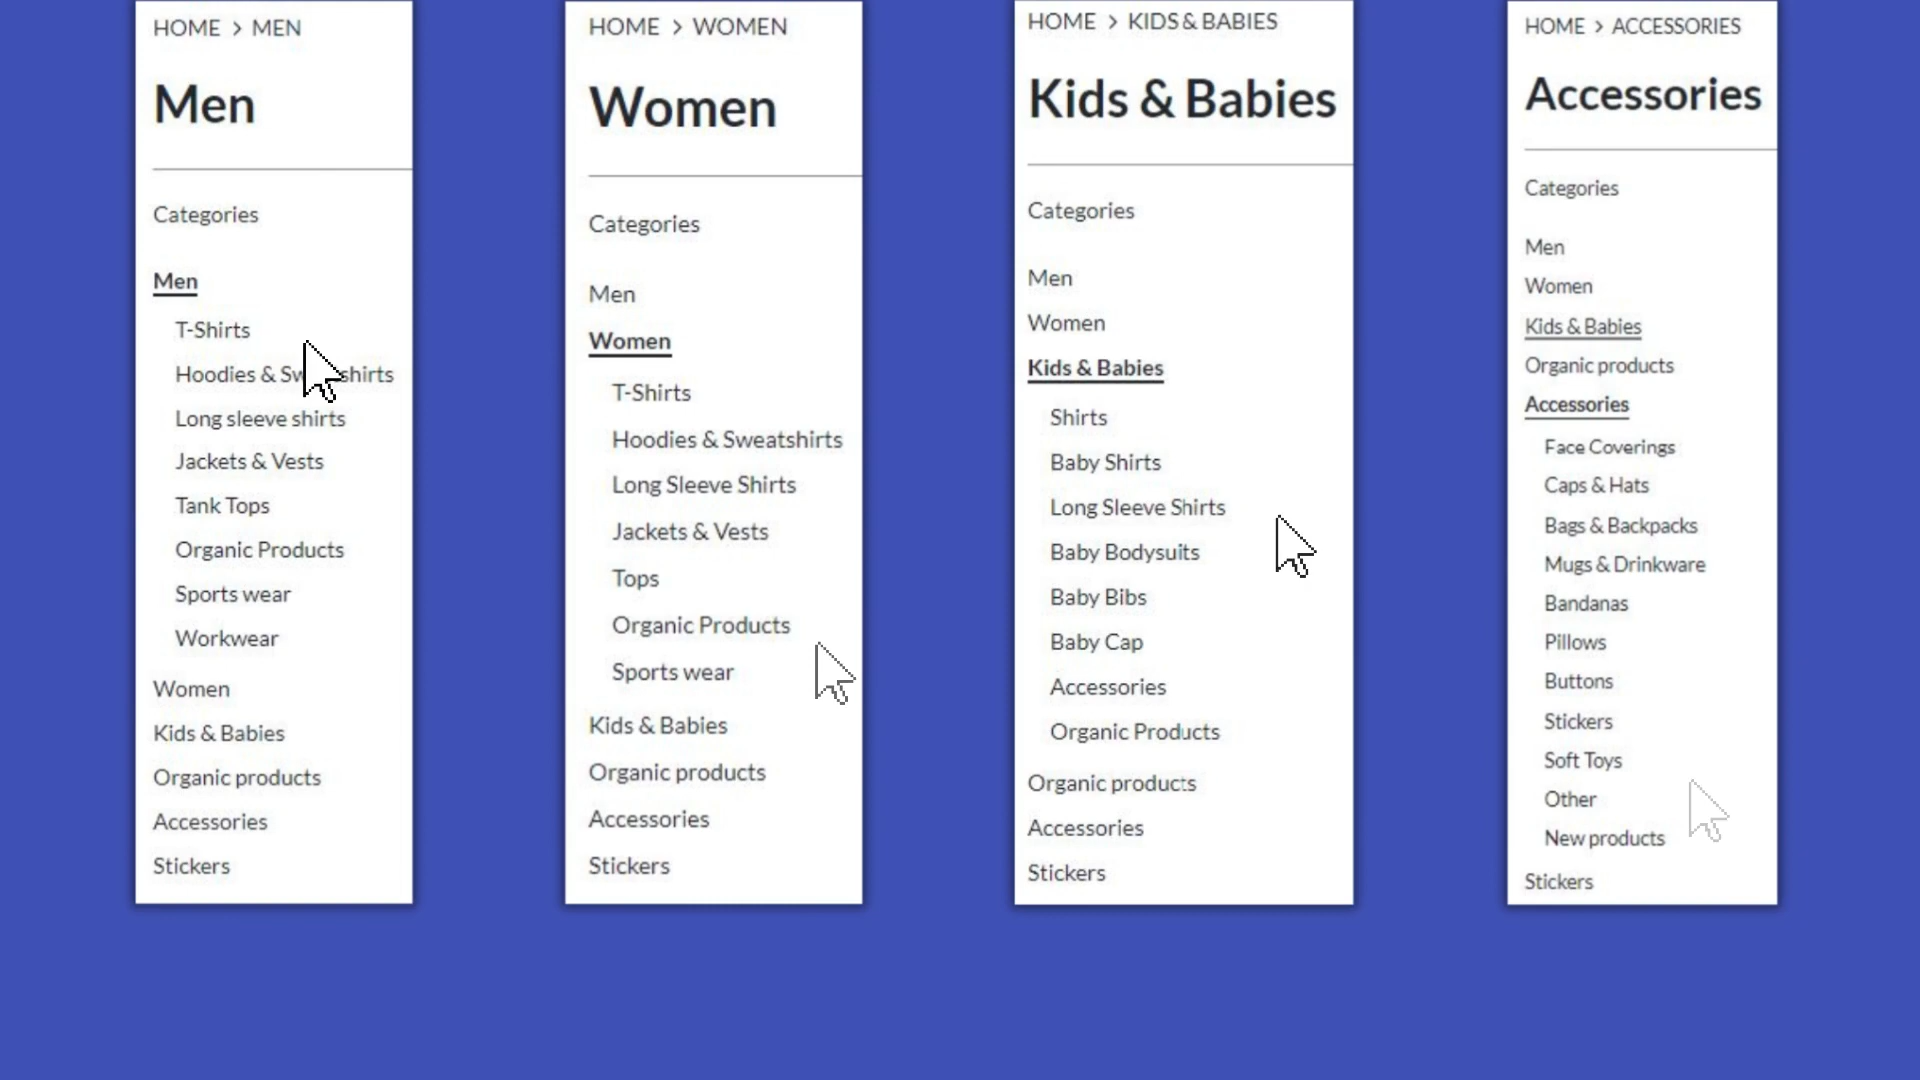 HOME > MEN
Men
Categories
Men
T-Shirts
Hoodies & Sw shirts
Long sleeve shirts
Jackets & Vests
Tank Tops
Organic Products
Sports wear
Workwear
Women
Kids & Babies
Organic products
Accessories
Stickers
HOME > WOMEN
Women
Categories
Men
Women
T-Shirts
Hoodies & Sweatshirts
Long Sleeve Shirts
Jackets & Vests
Tops
Organic Products
Sports wear
Kids & Babies
Organic products
Accessories
Stickers
HOME > KIDS & BABIES
Kids & Babies
Categories
Men
Women
Kids & Babies
Shirts
Baby Shirts
Long Sleeve Shirts
Baby Bodysuits
Baby Bibs
Baby Cap
Accessories
Organic Products
Organic products
Accessories
Stickers
HOME > ACCESSORIES
Accessories
Categories
Men
Women
Kids & Babies
Organic products
Accessories
Face Coverings
Caps & Hats
Bags & Backpacks
Mugs & Drinkware
Bandanas
Pillows
Buttons
Stickers
Soft Toys
Other
New products
Stickers